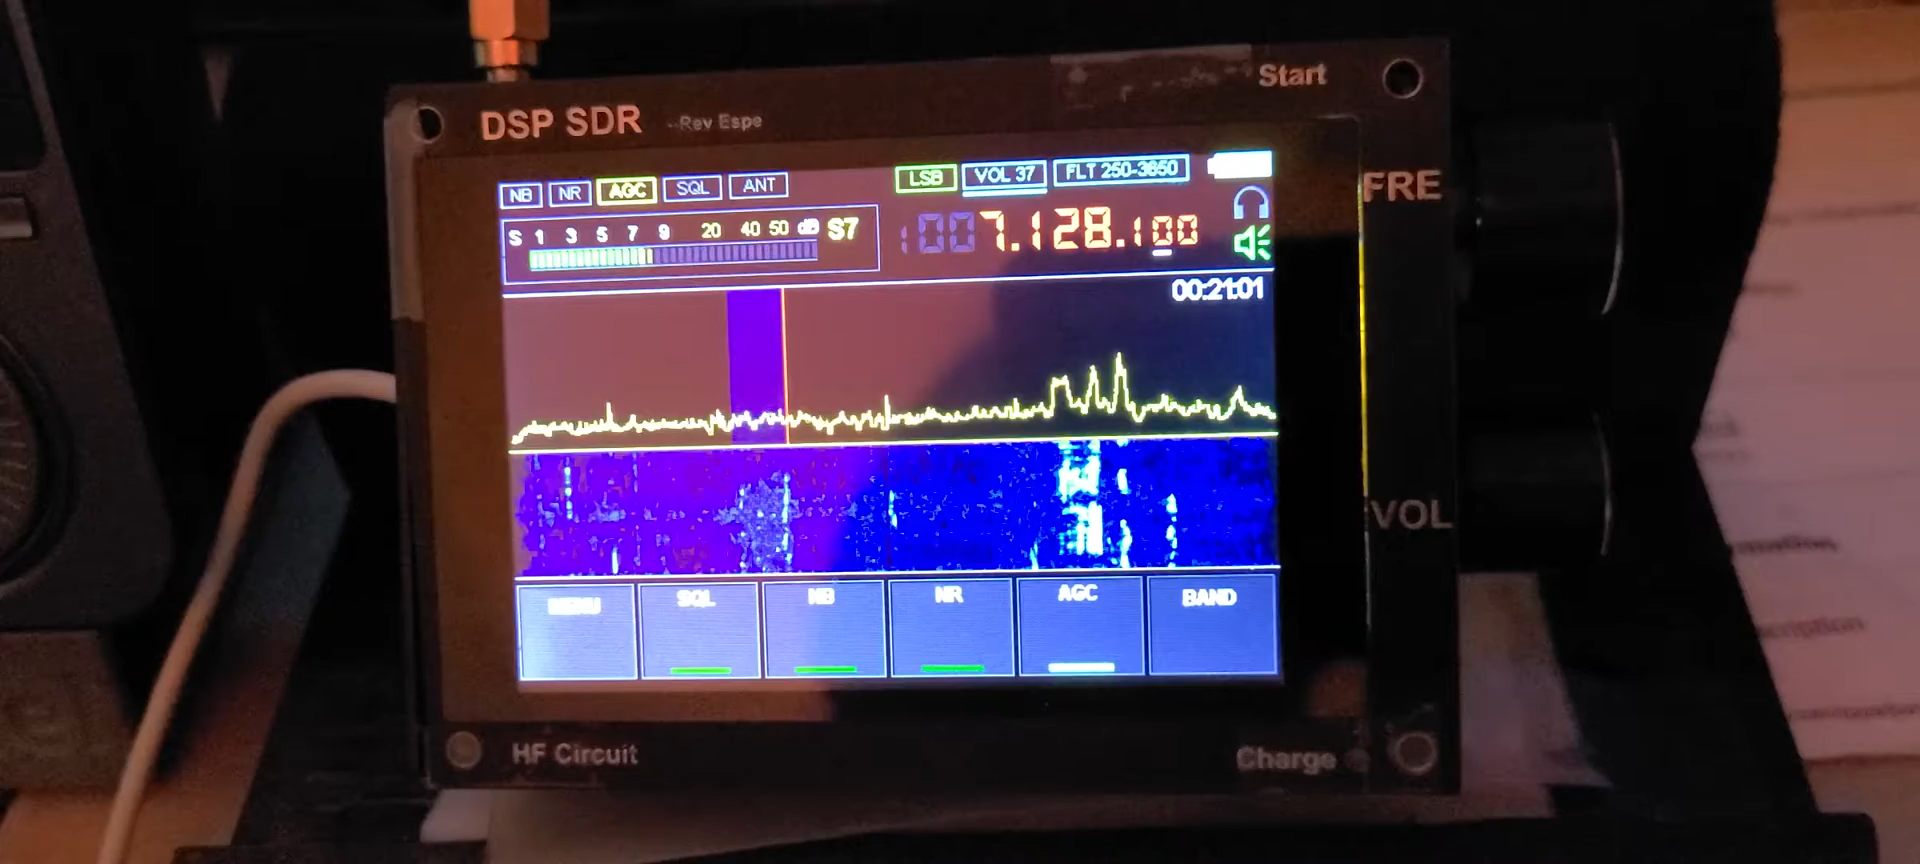 Start
DSP SDR --Rev Espe
NB NR AGC SQL ANT LSB VOL 37 FLT 250-3650
FRE
S 1 3 5 7 9 20 40 50 dB S7
7.128.100
00:21:01
VOL
MENU SQL NB NR AGC BAND
HF Circuit
Charge